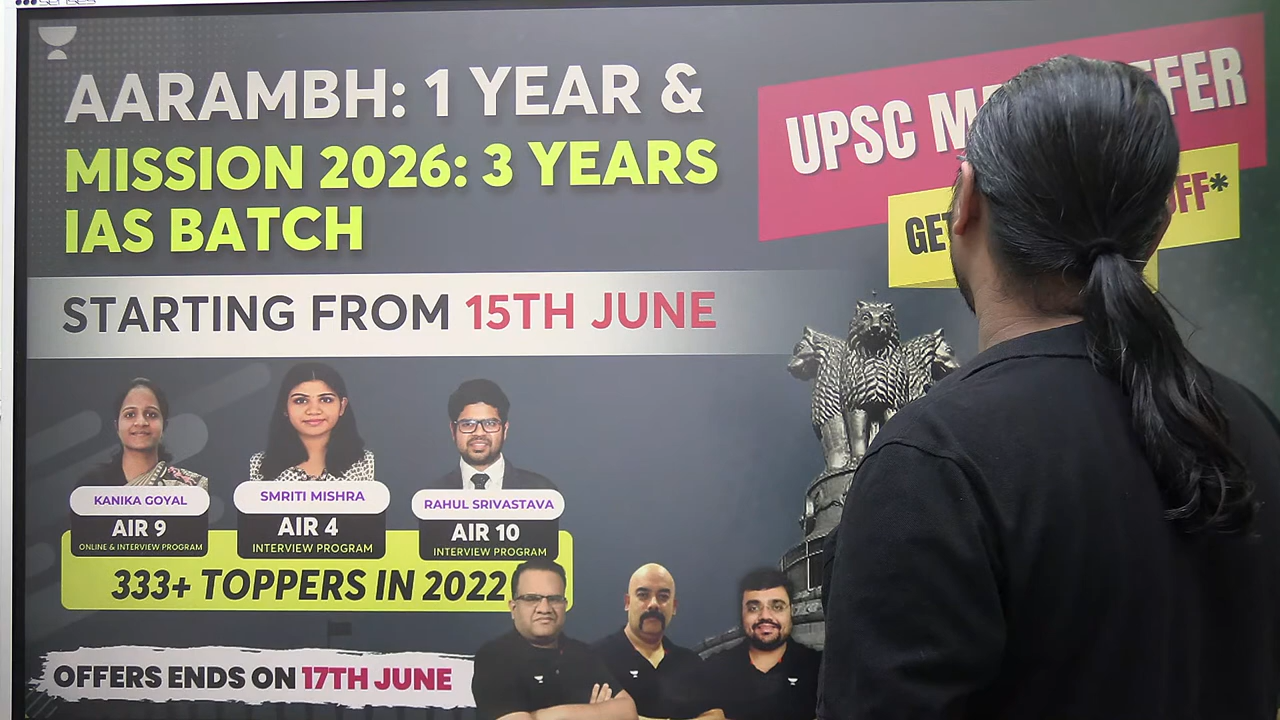 AARAMBH: 1 YEAR &
MISSION 2026: 3 YEARS
IAS BATCH
UPSC M FER
GET OFF*
STARTING FROM 15TH JUNE
KANIKA GOYAL
AIR 9
ONLINE & INTERVIEW PROGRAM
SMRITI MISHRA
AIR 4
INTERVIEW PROGRAM
RAHUL SRIVASTAVA
AIR 10
INTERVIEW PROGRAM
333+ TOPPERS IN 2022
OFFERS ENDS ON 17TH JUNE